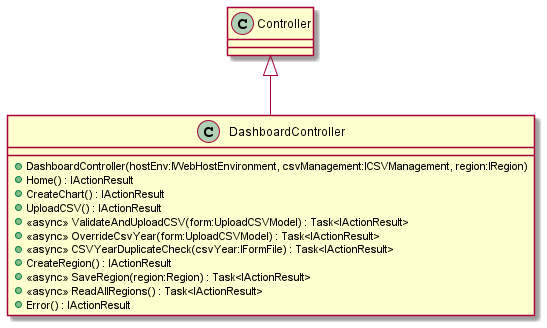 C Controller
C DashboardController
DashboardController(hostEnv:IWebHostEnvironment, csvManagement:ICSVManagement, region:IRegion)
Home() : IActionResult
CreateChart() : IActionResult
UploadCSV() : IActionResult
«async» ValidateAndUploadCSV(form:UploadCSVModel) : Task<IActionResult>
«async» OverrideCsvYear(form:UploadCSVModel) : Task<IActionResult>
«async» CSVYearDuplicateCheck(csvYear:IFormFile) : Task<IActionResult>
CreateRegion() : IActionResult
«async» SaveRegion(region:Region) : Task<IActionResult>
«async» ReadAllRegions() : Task<IActionResult>
Error() : IActionResult